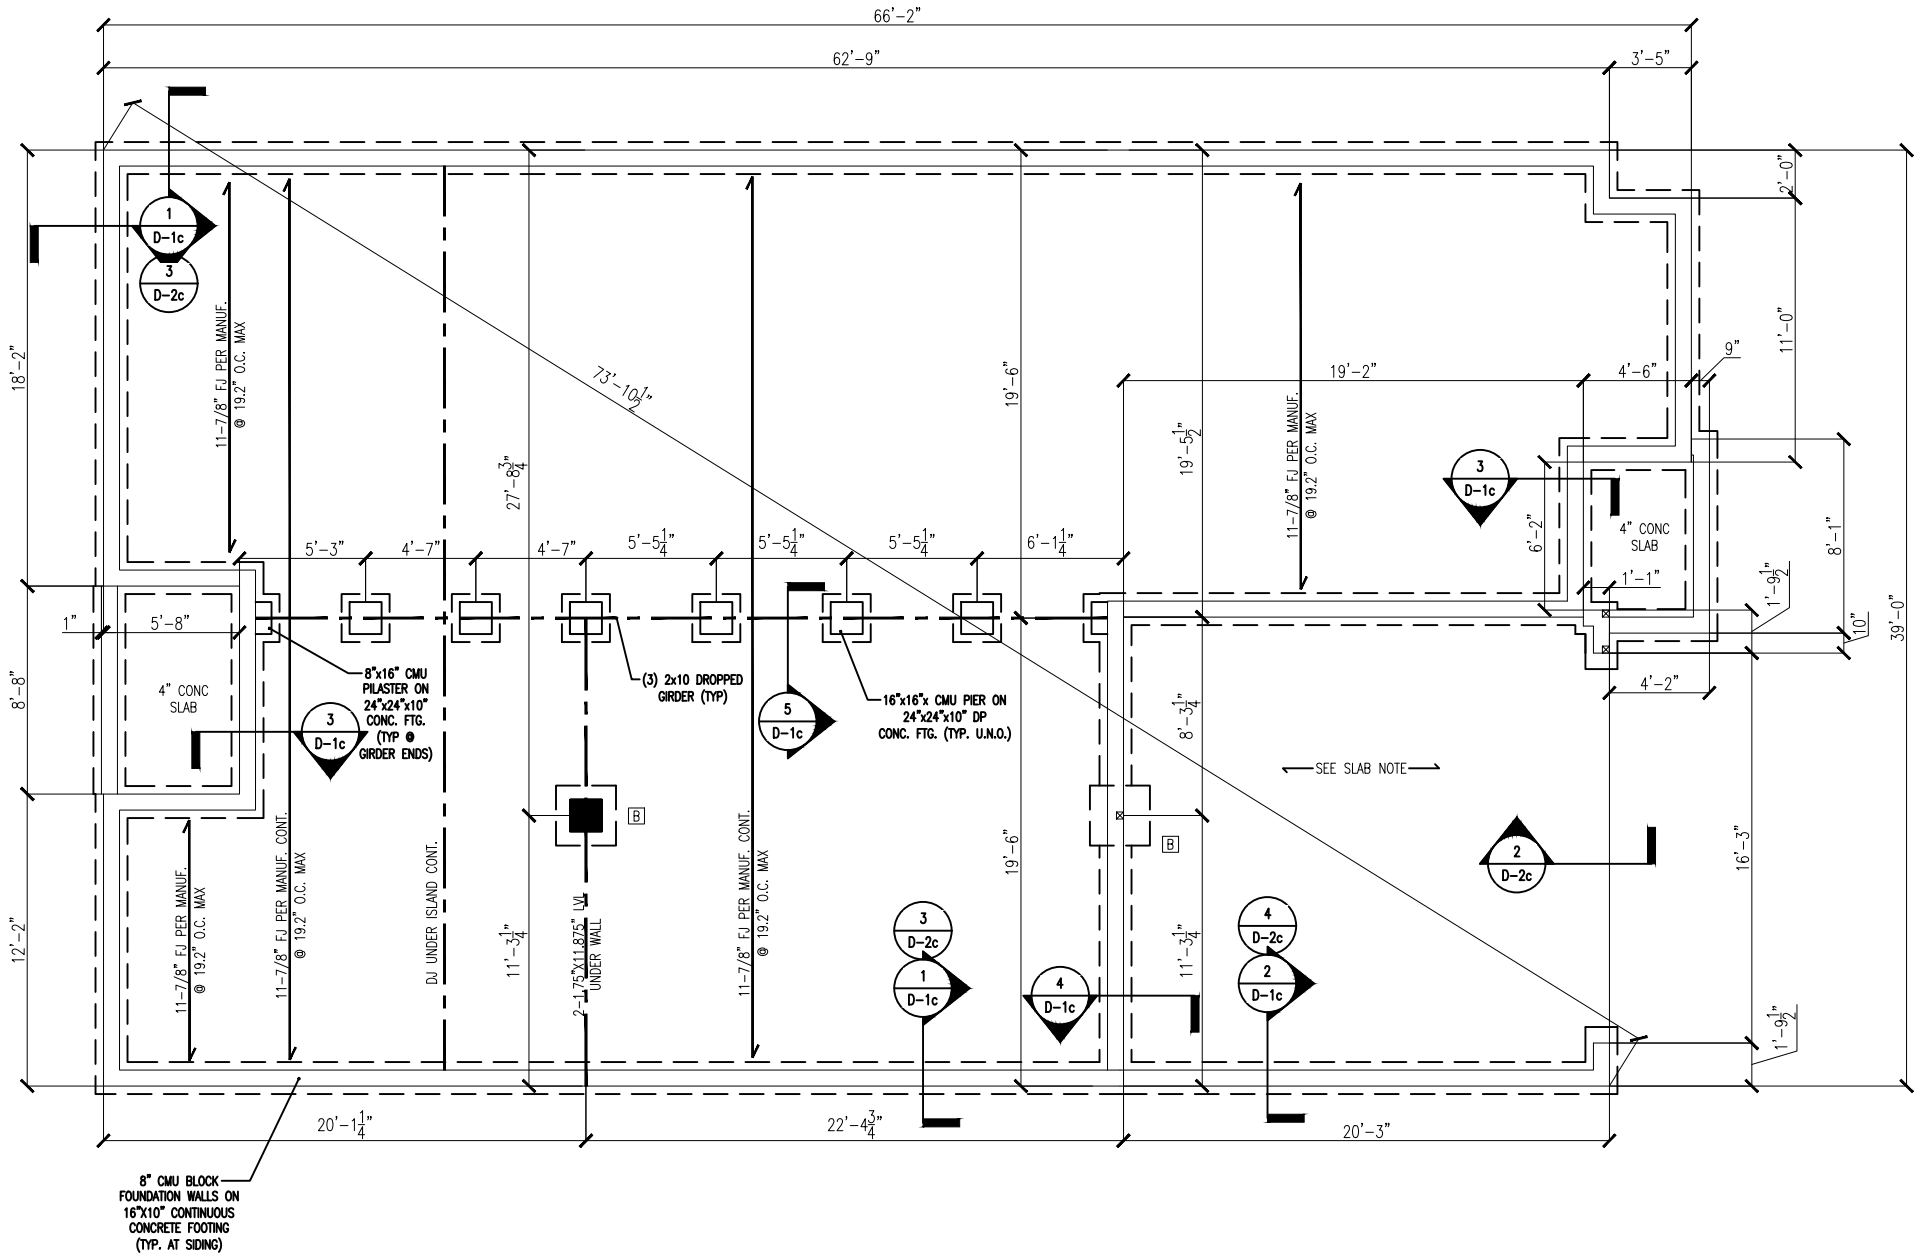 66'-2"
62'-9"
3'-5"
2'-0"
11'-0"
9"
39'-0"
18'-2"
8'-8"
12'-2"
1"
5'-8"
1
D-1c
3
D-2c
11-7/8" FJ PER MANUF.
@ 19.2" O.C. MAX
73'-10 1/2"
27'-8 3/4"
19'-6"
19'-5 1/2"
19'-2"
4'-6"
11-7/8" FJ PER MANUF.
@ 19.2" O.C. MAX
3
D-1c
4" CONC
SLAB
6'-2"
8'-1"
1'-1"
1'-9 1/2"
10"
4'-2"
5'-3"
4'-7"
4'-7"
5'-5 1/4"
5'-5 1/4"
5'-5 1/4"
6'-1 1/4"
4" CONC
SLAB
8"x16" CMU
PILASTER ON
24"x24"x10"
CONC. FTG.
(TYP @
GIRDER ENDS)
3
D-1c
(3) 2x10 DROPPED
GIRDER (TYP)
5
D-1c
16"x16"x CMU PIER ON
24"x24"x10" DP
CONC. FTG. (TYP. U.N.O.)
8'-3 1/4"
SEE SLAB NOTE
B
B
2
D-2c
16'-3"
1'-9 1/2"
11-7/8" FJ PER MANUF.
@ 19.2" O.C. MAX
11-7/8" FJ PER MANUF. CONT.
@ 19.2" O.C. MAX
DJ UNDER ISLAND CONT.
11'-3 1/4"
2-1.75"X11.875" LVL
UNDER WALL
11-7/8" FJ PER MANUF. CONT.
@ 19.2" O.C. MAX
19'-6"
11'-3 1/4"
3
D-2c
1
D-1c
4
D-1c
4
D-2c
2
D-1c
20'-1 1/4"
22'-4 3/4"
20'-3"
8" CMU BLOCK
FOUNDATION WALLS ON
16"X10" CONTINUOUS
CONCRETE FOOTING
(TYP. AT SIDING)